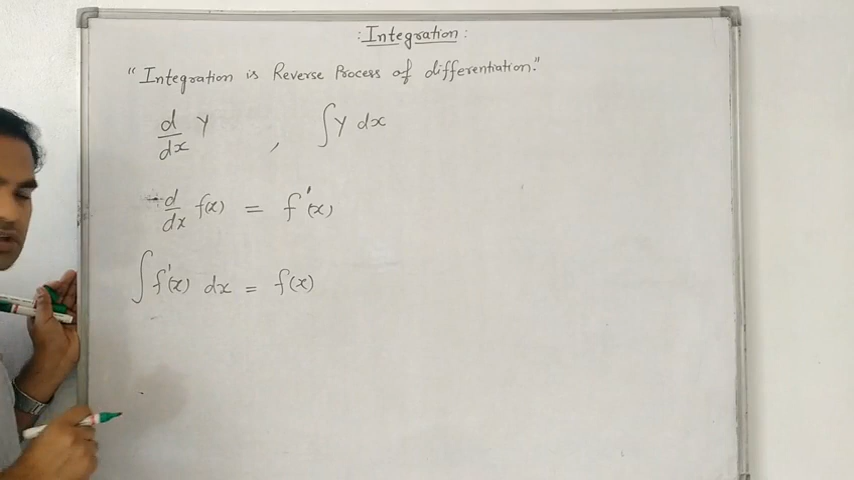 : Integration :
" Integration is Reverse Process of differentiation."
d/dx y , ∫ y dx
d/dx f(x) = f'(x)
∫ f'(x) dx = f(x)